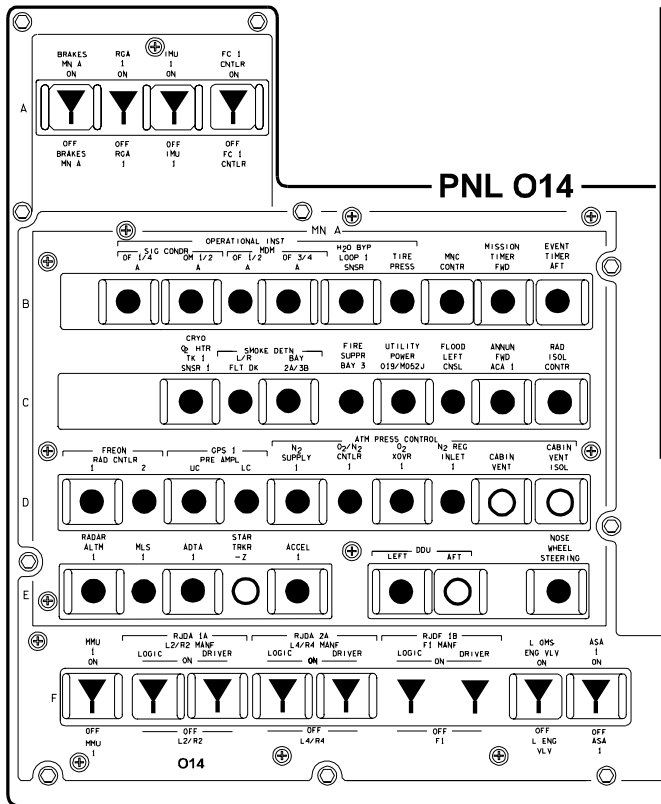 BRAKES RGA IMU FC 1
MN A 1 1 CNTLR
ON ON ON ON
A
OFF OFF OFF OFF
BRAKES RGA IMU FC 1
MN A 1 1 CNTLR
PNL O14
MN A
OPERATIONAL INST
SIG CONDR MDM H2O BYP TIRE MNC MISSION EVENT
OF 1/4 OM 1/2 OF 1/2 OF 3/4 LOOP 1 PRESS CONTR TIMER TIMER
A A A A SNSR FWD AFT
B
CRYO
O2 HTR SMOKE DETN FIRE UTILITY FLOOD ANNUN RAD
TK 1 L/R BAY SUPPR POWER LEFT FWD ISOL
SNSR 1 FLT DK 2A/3B BAY 3 O19/MO52J CNSL ACA 1 CONTR
C
ATM PRESS CONTROL
FREON GPS 1 N2 O2/N2 O2 N2 REG CABIN
RAD CNTLR PRE AMPL SUPPLY CNTLR XOVR INLET CABIN VENT
1 2 UC LC 1 1 1 1 VENT ISOL
D
RADAR STAR NOSE
ALTM MLS ADTA TRKR ACCEL DDU WHEEL
1 1 1 -Z 1 LEFT AFT STEERING
E
MMU RJDA 1A RJDA 2A RJDF 1B L OMS ASA
1 L2/R2 MANF L4/R4 MANF F1 MANF ENG VLV 1
ON LOGIC ON DRIVER LOGIC ON DRIVER LOGIC ON DRIVER ON ON
F
OFF OFF OFF OFF OFF OFF
MMU L2/R2 L4/R4 F1 L ENG ASA
1 VLV 1
O14